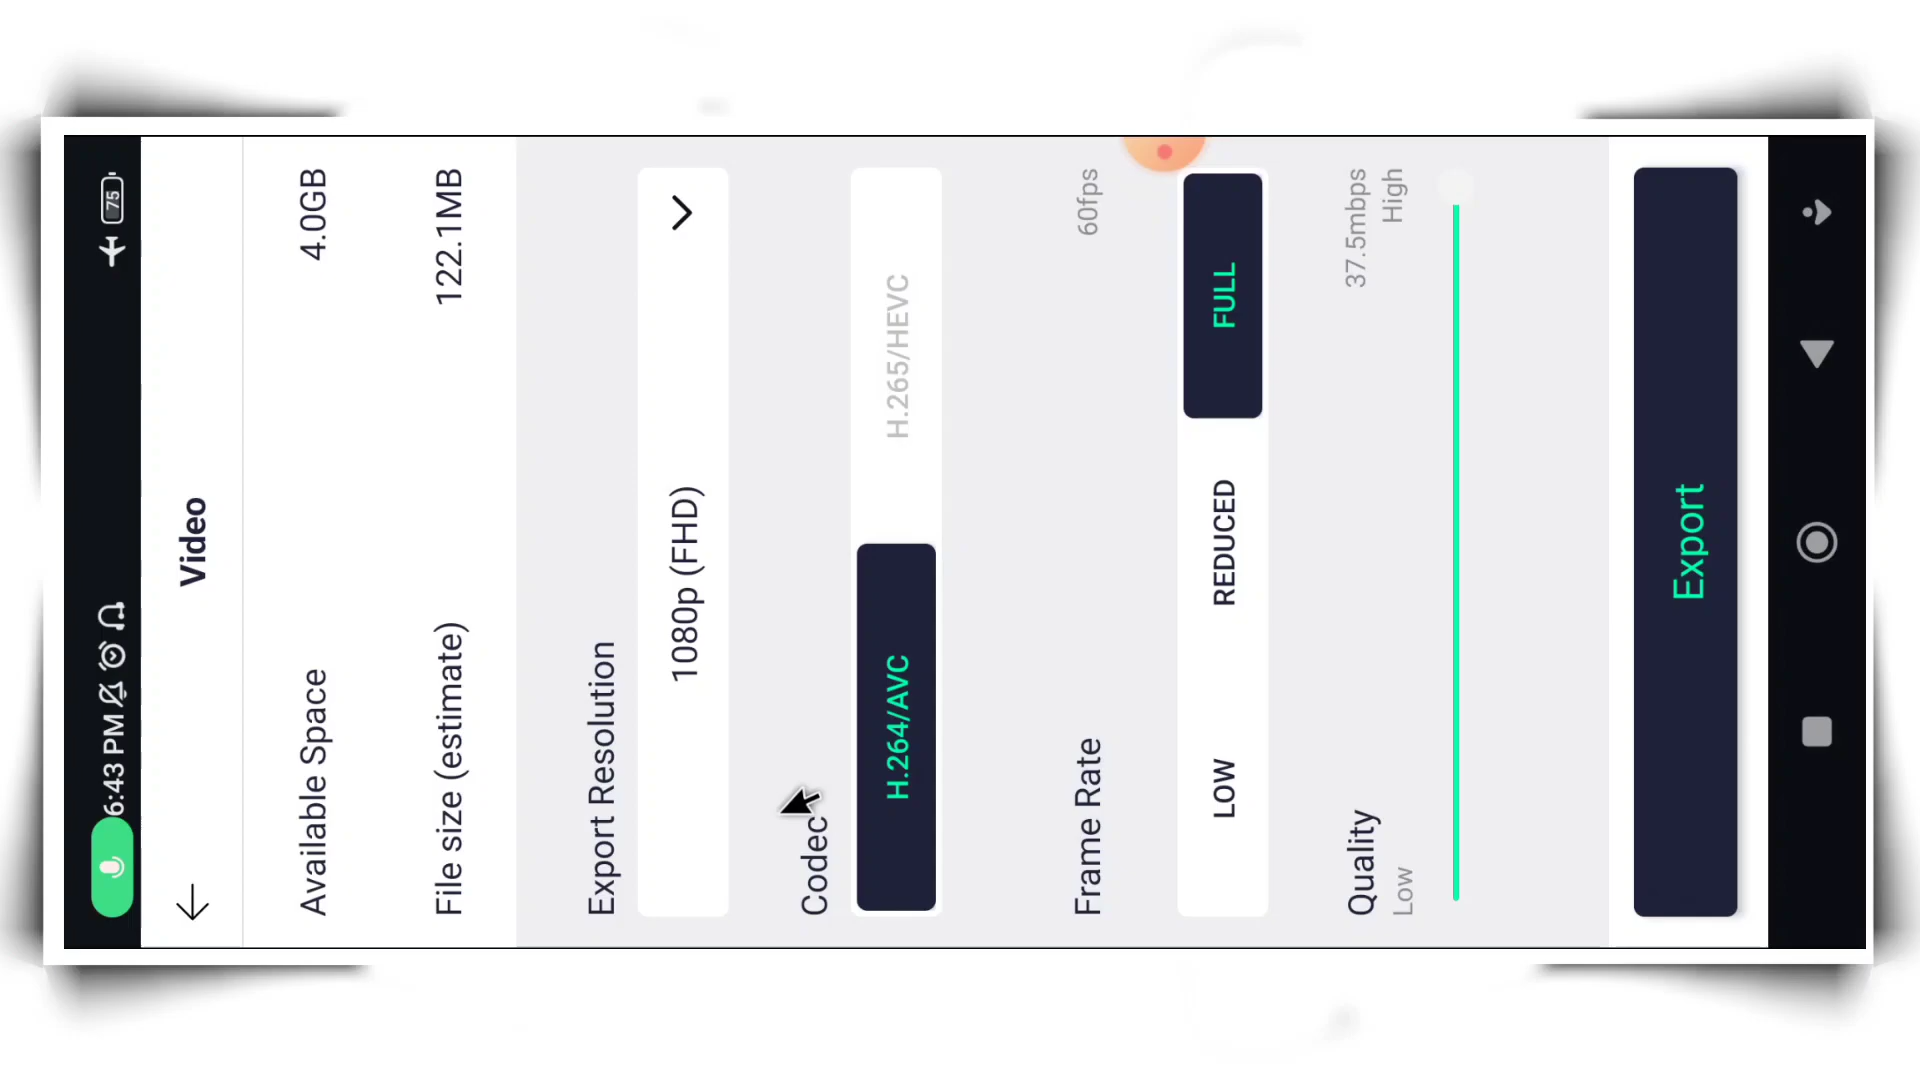 6:43 PM
75
Video
Available Space 4.0GB
File size (estimate) 122.1MB
Export Resolution
1080p (FHD)
Codec
H.264/AVC H.265/HEVC
Frame Rate 60fps
LOW REDUCED FULL
Quality 37.5mbps
Low High
Export